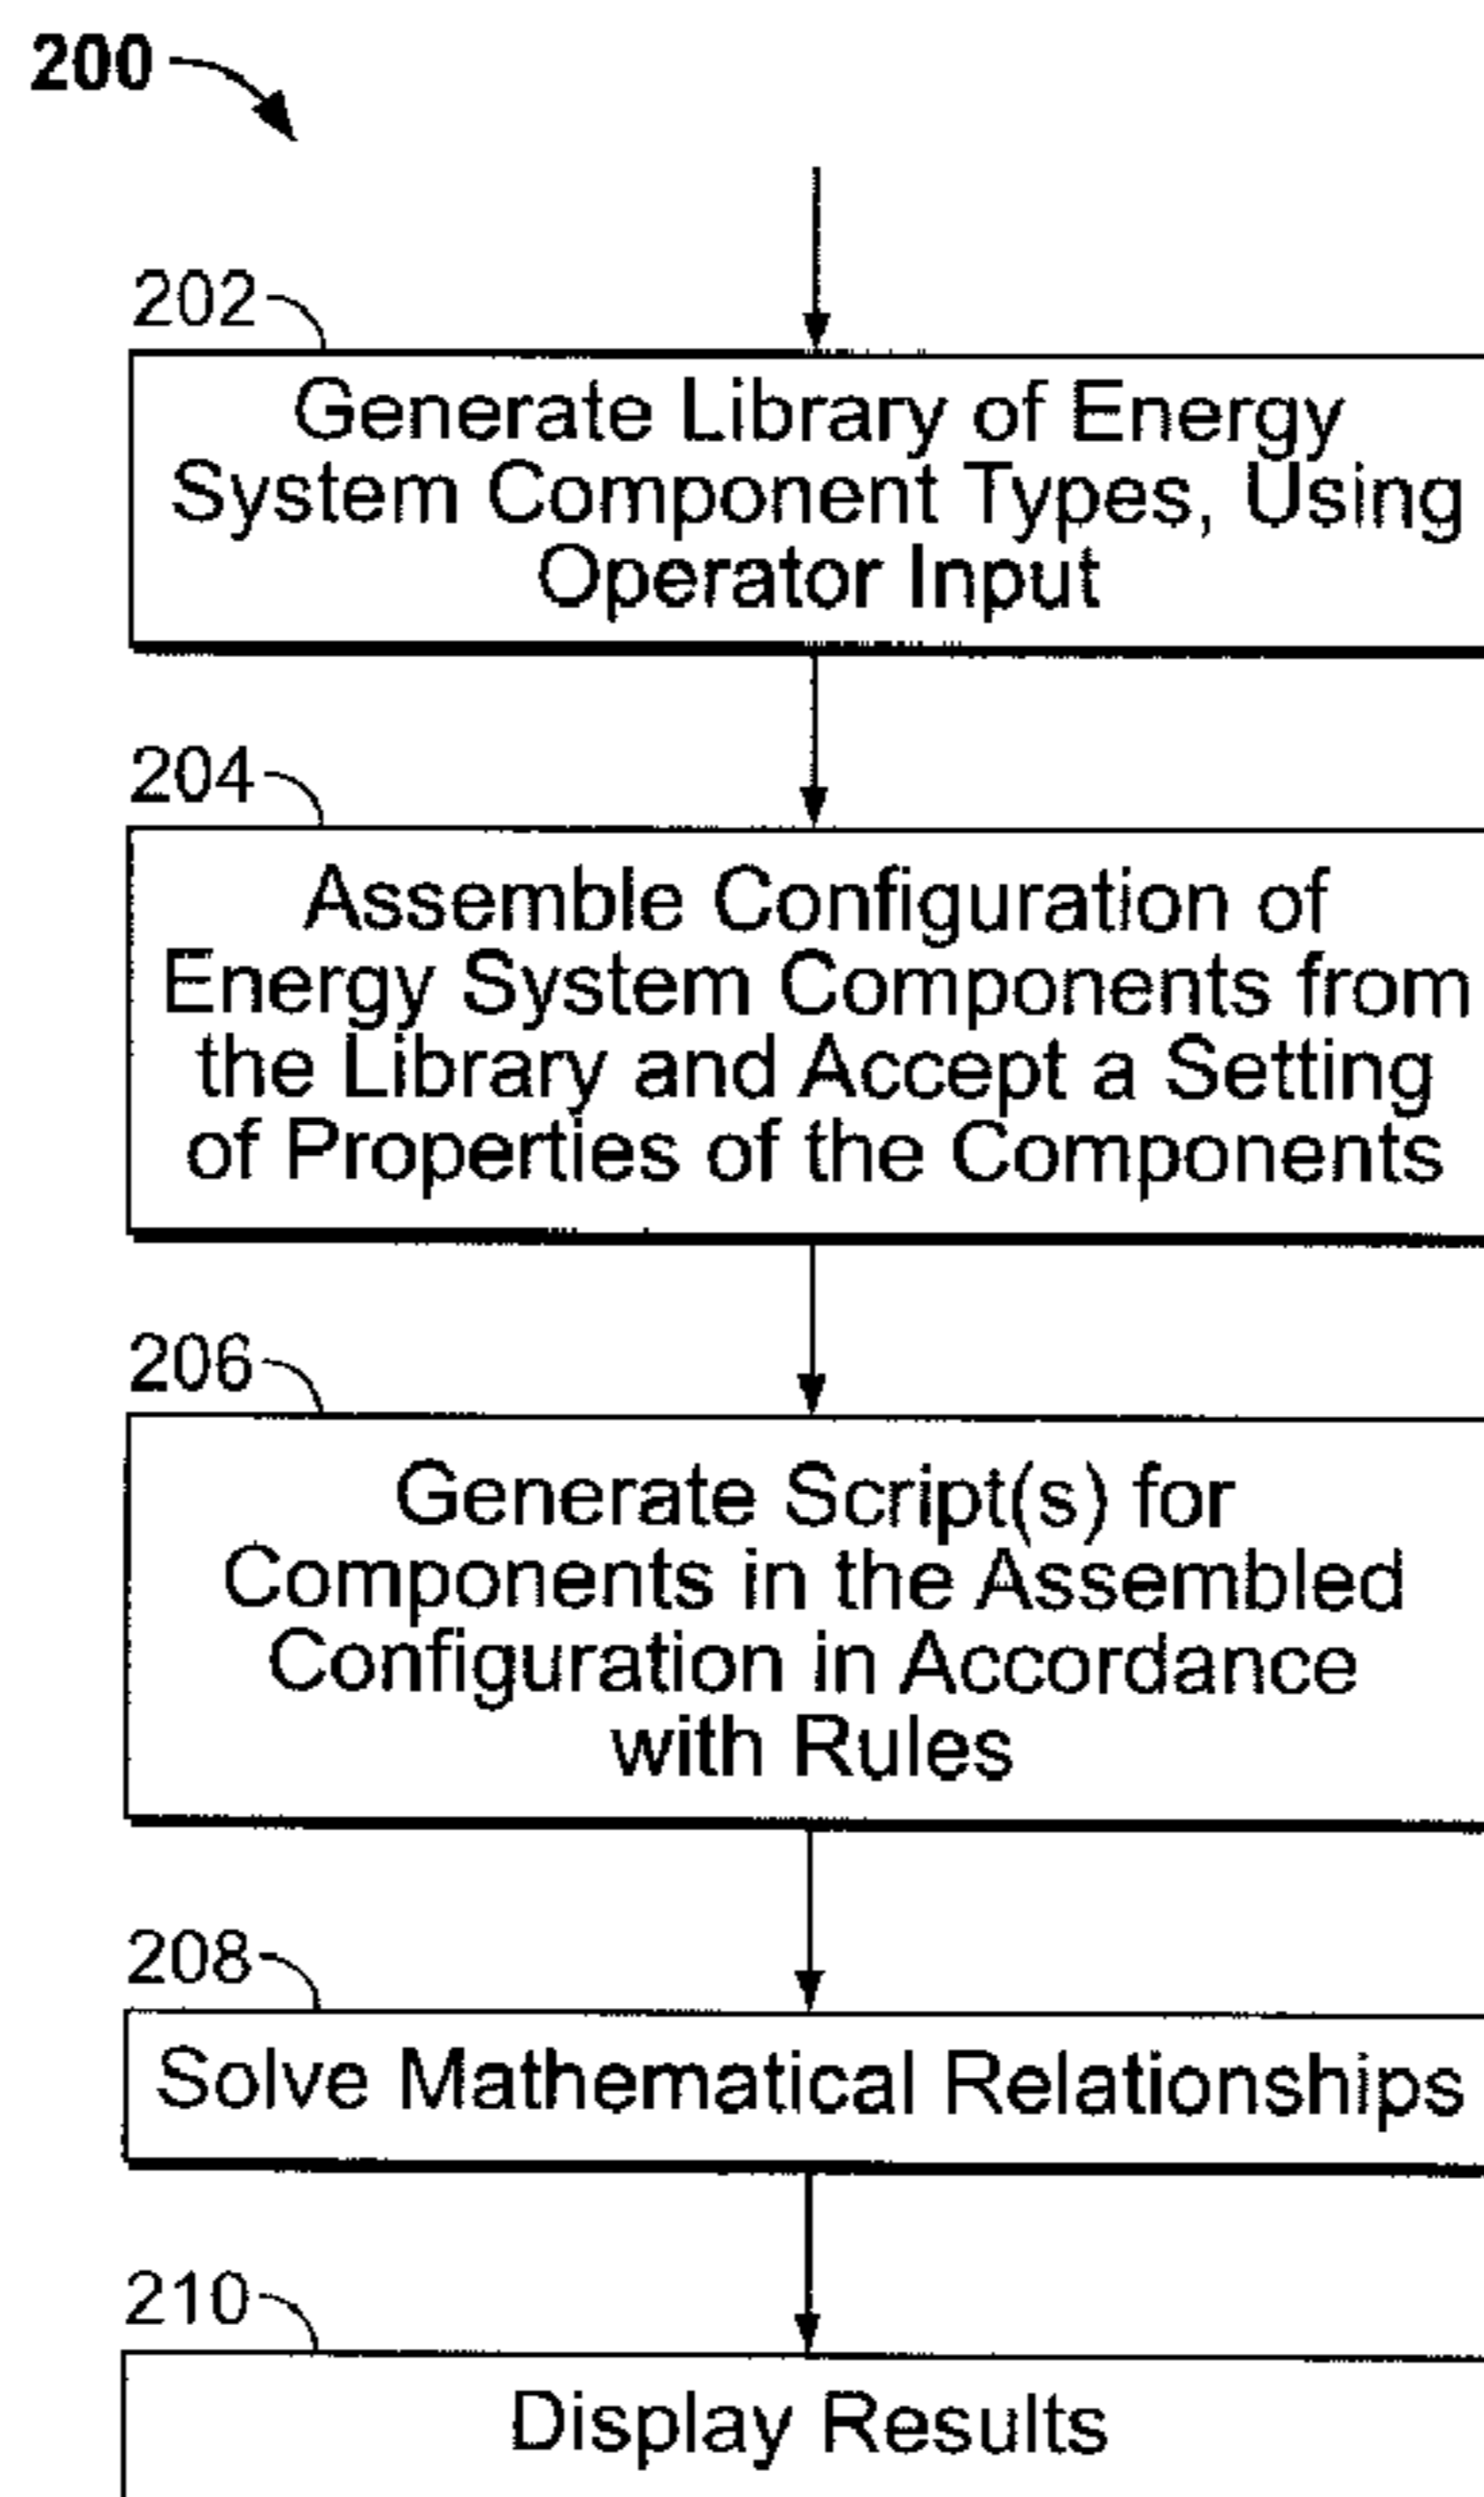 200
202
Generate Library of Energy
System Component Types, Using
Operator Input
204
Assemble Configuration of
Energy System Components from
the Library and Accept a Setting
of Properties of the Components
206
Generate Script(s) for
Components in the Assembled
Configuration in Accordance
with Rules
208
Solve Mathematical Relationships
210
Display Results